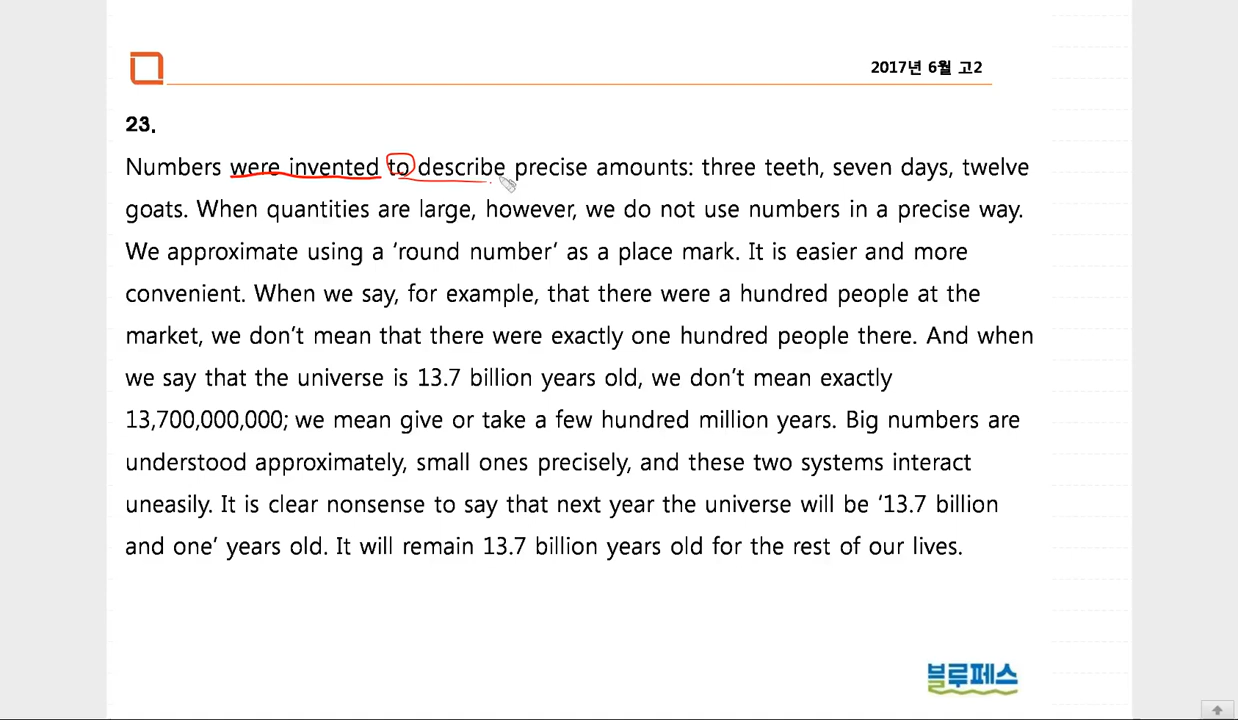 2017년 6월 고2
23.
Numbers were invented to describe precise amounts: three teeth, seven days, twelve
goats. When quantities are large, however, we do not use numbers in a precise way.
We approximate using a ‘round number’ as a place mark. It is easier and more
convenient. When we say, for example, that there were a hundred people at the
market, we don’t mean that there were exactly one hundred people there. And when
we say that the universe is 13.7 billion years old, we don’t mean exactly
13,700,000,000; we mean give or take a few hundred million years. Big numbers are
understood approximately, small ones precisely, and these two systems interact
uneasily. It is clear nonsense to say that next year the universe will be ‘13.7 billion
and one’ years old. It will remain 13.7 billion years old for the rest of our lives.
블루페스